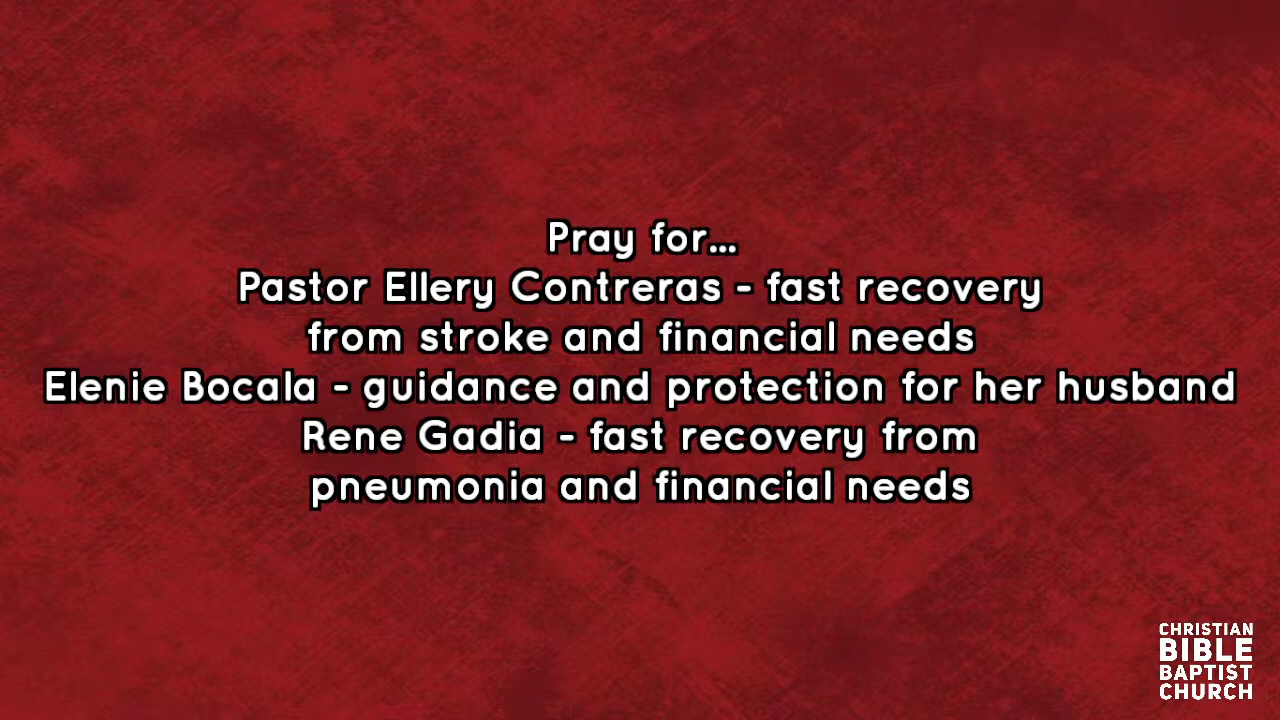 Pray for...
Pastor Ellery Contreras - fast recovery
from stroke and financial needs
Elenie Bocala - guidance and protection for her husband
Rene Gadia - fast recovery from
pneumonia and financial needs
CHRISTIAN
BIBLE
BAPTIST
CHURCH